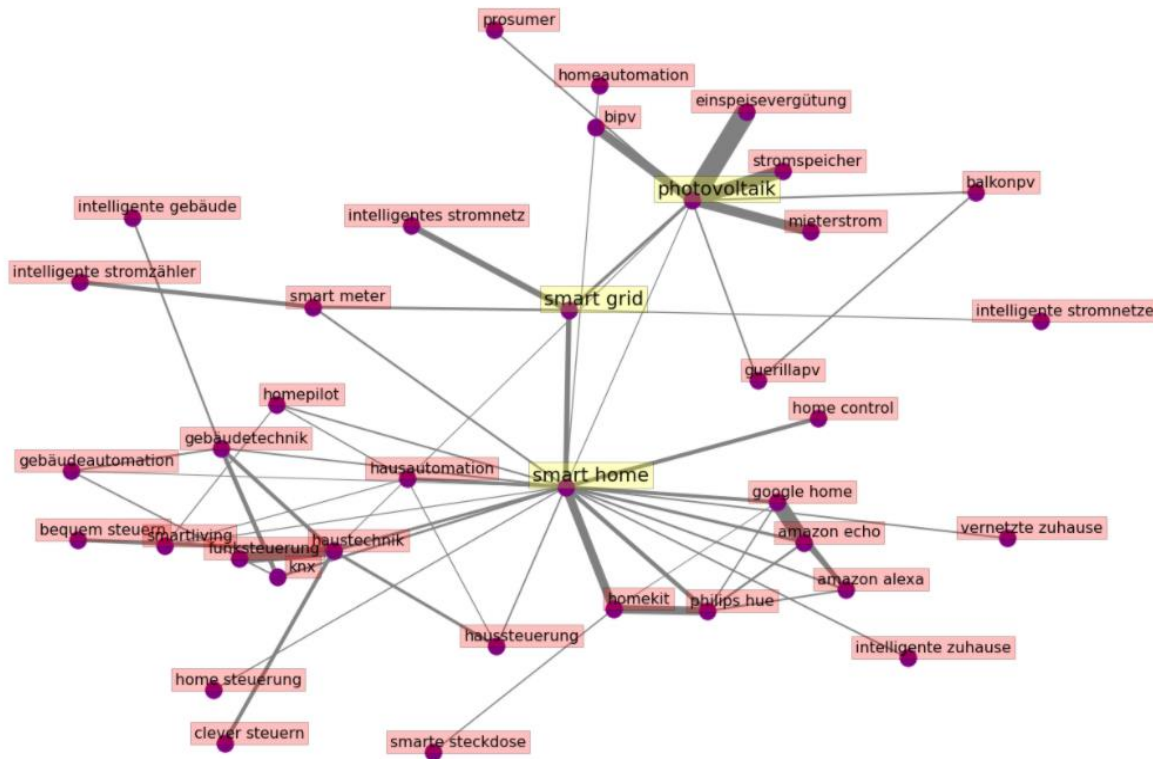 prosumer
homeautomation
einspeisevergütung
bipv
stromspeicher
photovoltaik
balkonpv
intelligente gebäude
intelligentes stromnetz
mieterstrom
intelligente stromzähler
smart meter
smart grid
intelligente stromnetze
guerillapv
homepilot
home control
gebäudetechnik
gebäudeautomation
hausautomation
smart home
google home
bequem steuern
smartliving
funksteuerung
haustechnik
amazon echo
vernetzte zuhause
knx
amazon alexa
homekit
philips hue
haussteuerung
intelligente zuhause
home steuerung
clever steuern
smarte steckdose